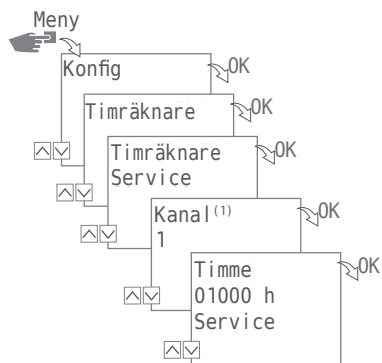 Meny
Konfig
OK
Timräknare
OK
Timräknare
Service
OK
Kanal(1)
1
OK
Timme
01000 h
Service
OK